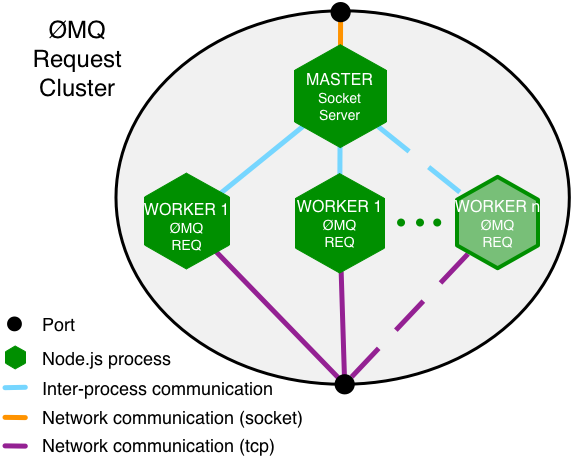 ØMQ
Request
Cluster
MASTER
Socket
Server
WORKER 1
ØMQ
REQ
WORKER 1
ØMQ
REQ
WORKER n
ØMQ
REQ
Port
Node.js process
Inter-process communication
Network communication (socket)
Network communication (tcp)